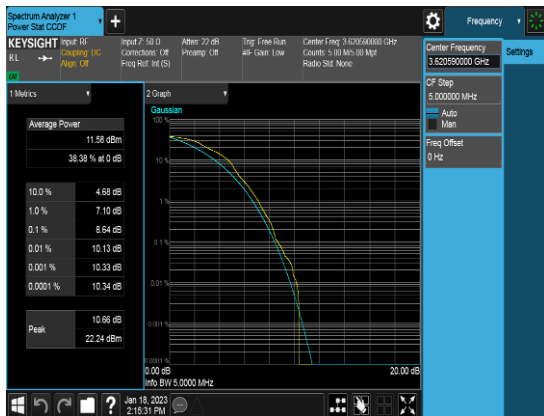 Spectrum Analyzer 1
Power Stat CCDF
Frequency
KEYSIGHT
RL
Input: RF
Coupling: DC
Align: Off
Input Z: 50 Ω
Corrections: Off
Freq Ref: Int (S)
Atten: 22 dB
Preamp: Off
Trig: Free Run
#IF Gain: Low
Center Freq: 3.620590000 GHz
Counts: 5.00 M/5.00 Mpt
Radio Std: None
1 Metrics
Average Power
11.58 dBm
38.38 % at 0 dB
10.0 % 4.68 dB
1.0 % 7.10 dB
0.1 % 8.64 dB
0.01 % 10.13 dB
0.001 % 10.33 dB
0.0001 % 10.34 dB
Peak
10.66 dB
22.24 dBm
2 Graph
Gaussian
100 %
10 %
1 %
0.1 %
0.01 %
0.001 %
0.0001 %
0.00 dB
20.00 dB
Info BW 5.0000 MHz
Center Frequency
3.620590000 GHz
Settings
CF Step
5.000000 MHz
Auto
Man
Freq Offset
0 Hz
?
Jan 18, 2023
2:15:31 PM